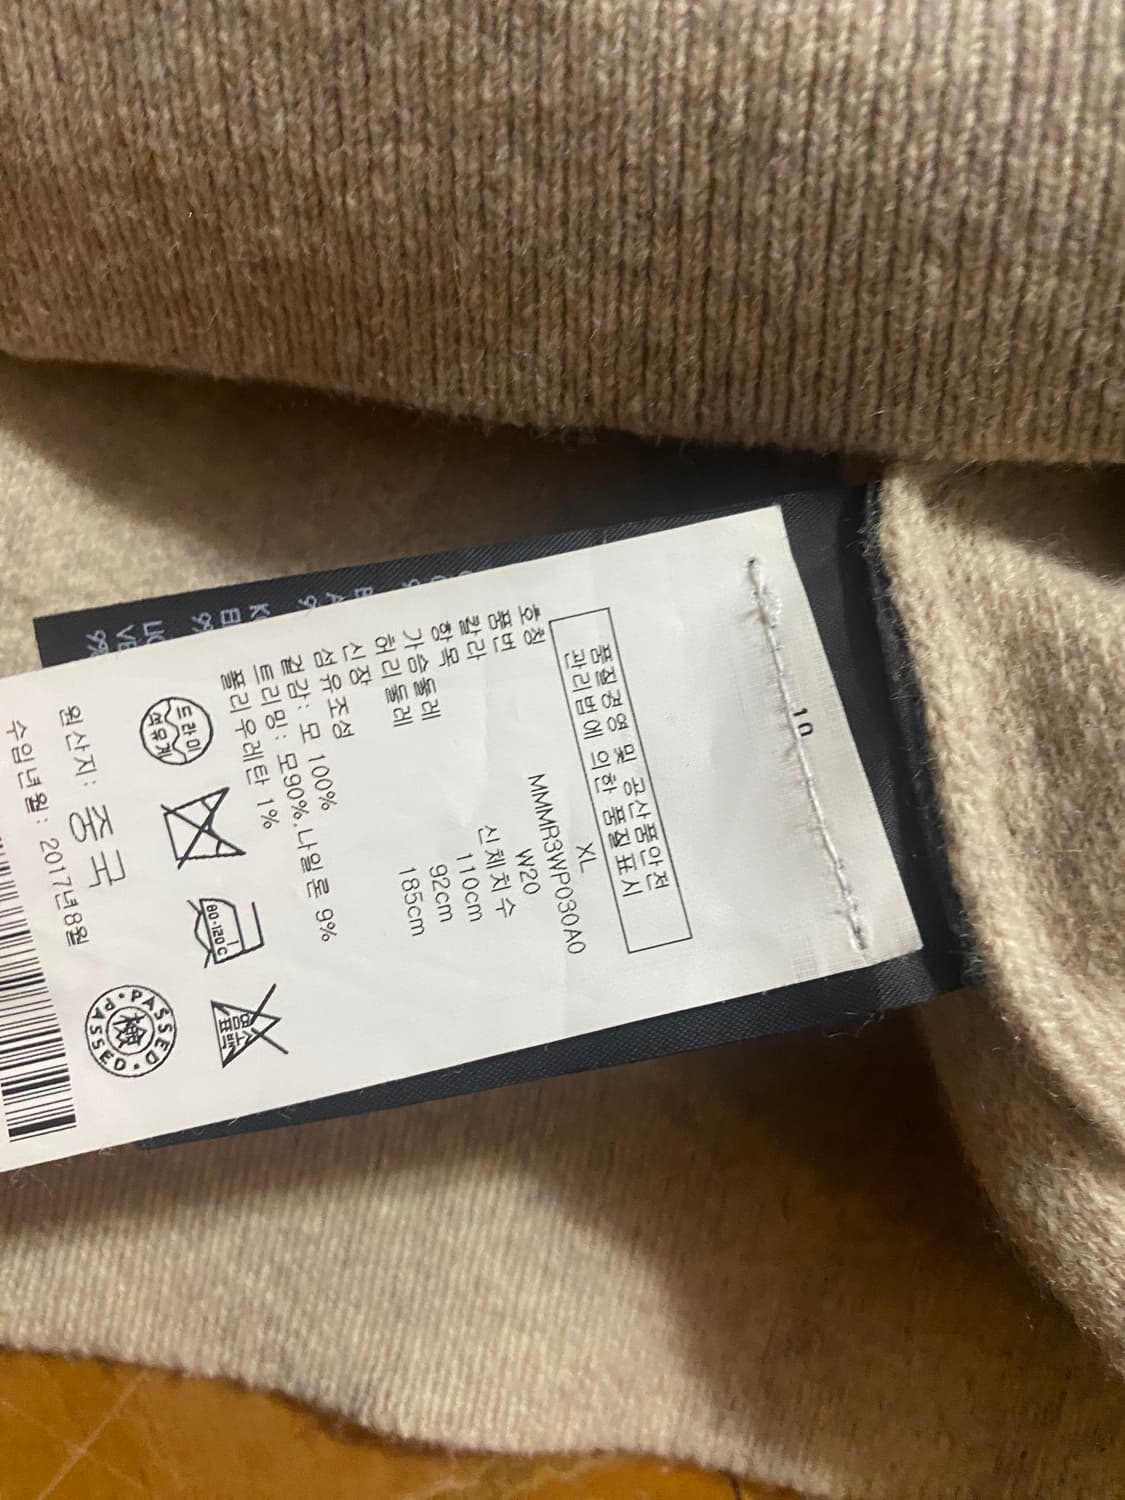 10
품질경영 및 공산품안전
관리법에 의한 품질표시
호칭 XL
품번 MMMR3WP030A0
칼라 W20
항목 신체치수
가슴둘레 110cm
허리둘레 92cm
신장 185cm
섬유조성
겉감: 모 100%
트리밍: 모90%,나일론 9%
폴리우레탄 1%
드라이
석유계
80-120℃
염소
표백
원산지: 중국
PASSED·PASSED·
檢
수입년월: 2017년8월